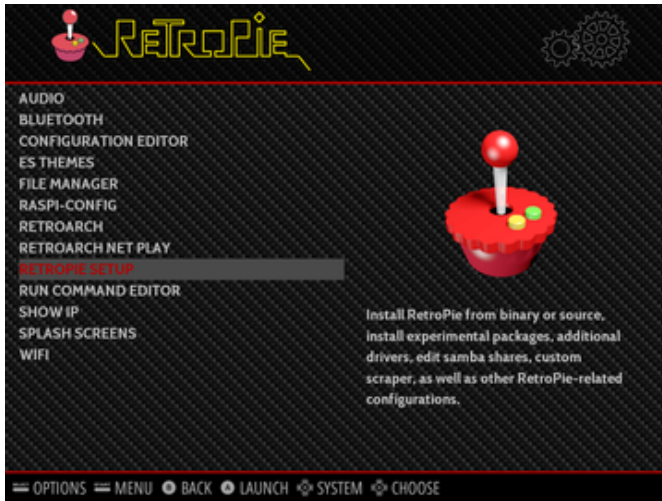 RETROPIE
AUDIO
BLUETOOTH
CONFIGURATION EDITOR
ES THEMES
FILE MANAGER
RASPI-CONFIG
RETROARCH
RETROARCH NET PLAY
RETROPIE SETUP
RUN COMMAND EDITOR
SHOW IP
SPLASH SCREENS
WIFI
Install RetroPie from binary or source,
install experimental packages, additional
drivers, edit samba shares, custom
scraper, as well as other RetroPie-related
configurations.
SELECT OPTIONS START MENU B BACK A LAUNCH SYSTEM CHOOSE